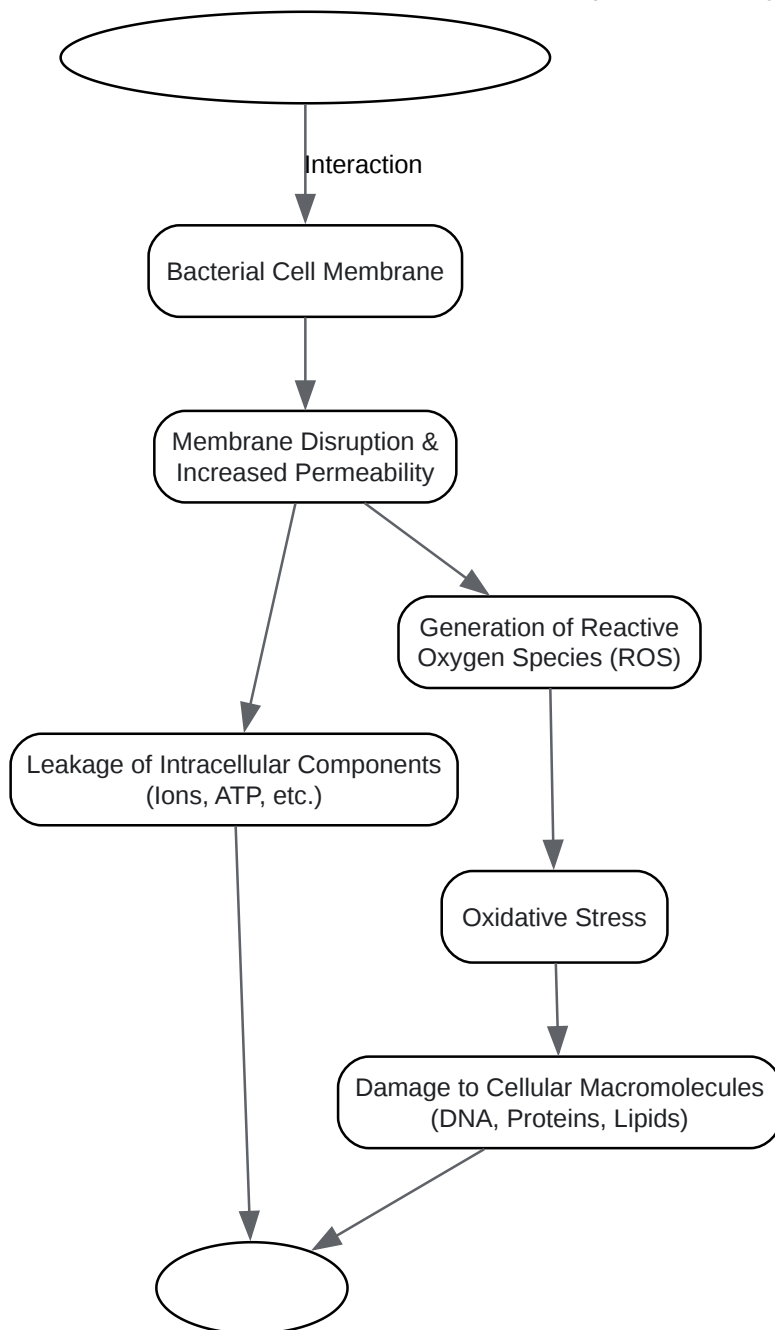 Interaction
Bacterial Cell Membrane
Membrane Disruption &
Increased Permeability
Generation of Reactive
Oxygen Species (ROS)
Leakage of Intracellular Components
(Ions, ATP, etc.)
Oxidative Stress
Damage to Cellular Macromolecules
(DNA, Proteins, Lipids)